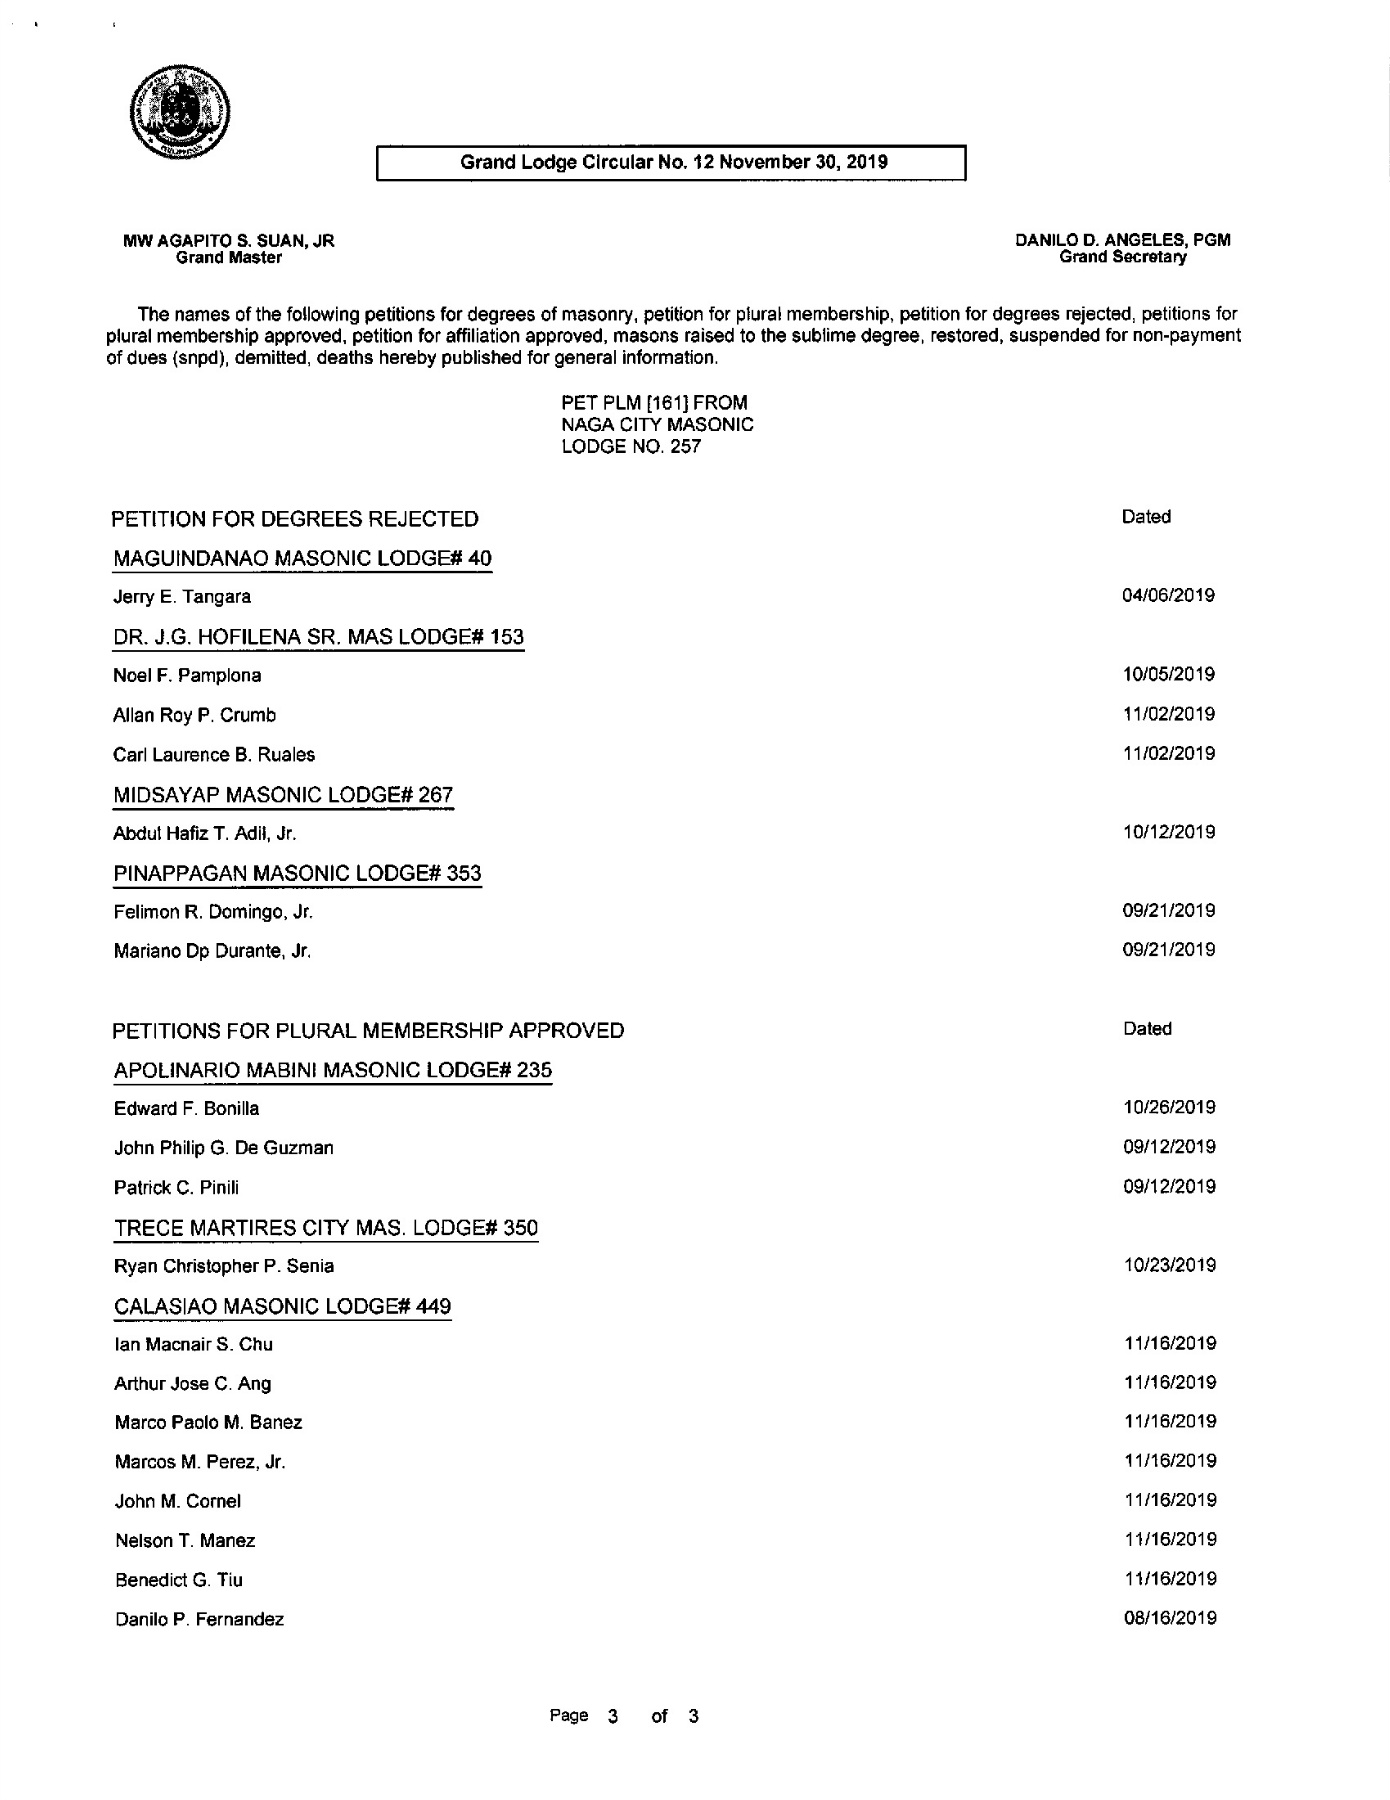 Grand Lodge Circular No. 12 November 30, 2019
MW AGAPITO S. SUAN, JR
Grand Master
DANILO D. ANGELES, PGM
Grand Secretary
The names of the following petitions for degrees of masonry, petition for plural membership, petition for degrees rejected, petitions for
plural membership approved, petition for affiliation approved, masons raised to the sublime degree, restored, suspended for non-payment
of dues (snpd), demitted, deaths hereby published for general information.
PET PLM [161] FROM
NAGA CITY MASONIC
LODGE NO. 257
PETITION FOR DEGREES REJECTED Dated
MAGUINDANAO MASONIC LODGE# 40
Jerry E. Tangara 04/06/2019
DR. J.G. HOFILENA SR. MAS LODGE# 153
Noel F. Pamplona 10/05/2019
Allan Roy P. Crumb 11/02/2019
Carl Laurence B. Ruales 11/02/2019
MIDSAYAP MASONIC LODGE# 267
Abdul Hafiz T. Adil, Jr. 10/12/2019
PINAPPAGAN MASONIC LODGE# 353
Felimon R. Domingo, Jr. 09/21/2019
Mariano Dp Durante, Jr. 09/21/2019
PETITIONS FOR PLURAL MEMBERSHIP APPROVED Dated
APOLINARIO MABINI MASONIC LODGE# 235
Edward F. Bonilla 10/26/2019
John Philip G. De Guzman 09/12/2019
Patrick C. Pinili 09/12/2019
TRECE MARTIRES CITY MAS. LODGE# 350
Ryan Christopher P. Senia 10/23/2019
CALASIAO MASONIC LODGE# 449
Ian Macnair S. Chu 11/16/2019
Arthur Jose C. Ang 11/16/2019
Marco Paolo M. Banez 11/16/2019
Marcos M. Perez, Jr. 11/16/2019
John M. Cornel 11/16/2019
Nelson T. Manez 11/16/2019
Benedict G. Tiu 11/16/2019
Danilo P. Fernandez 08/16/2019
Page 3 of 3